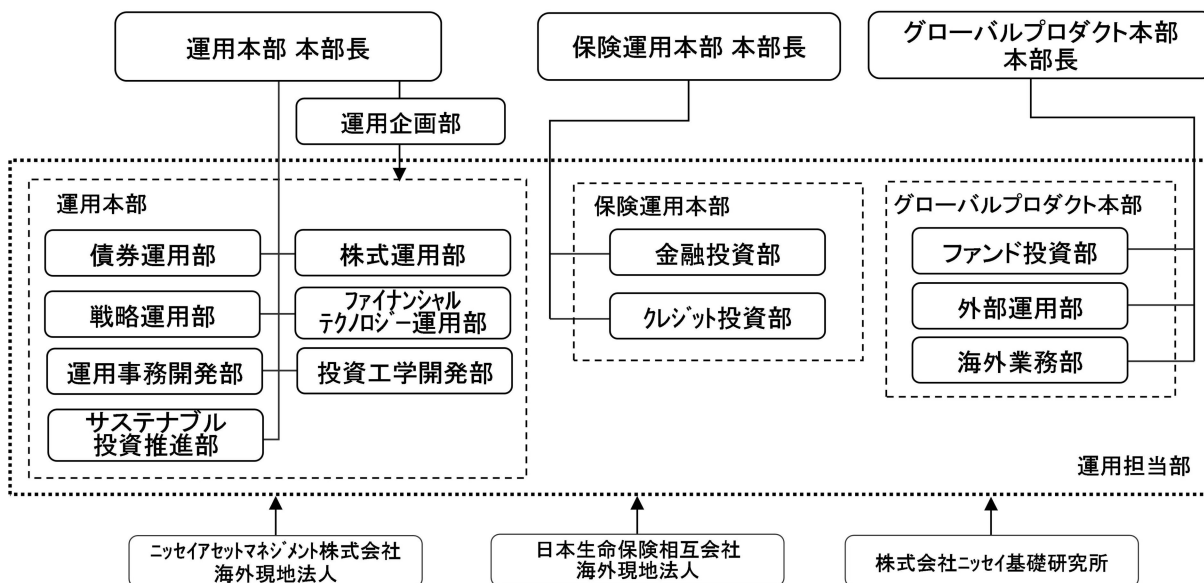 運用本部 本部長
保険運用本部 本部長
グローバルプロダクト本部
本部長
運用企画部
運用本部
債券運用部
株式運用部
戦略運用部
ファイナンシャル
テクノロジー運用部
運用事務開発部
投資工学開発部
サステナブル
投資推進部
保険運用本部
金融投資部
クレジット投資部
グローバルプロダクト本部
ファンド投資部
外部運用部
海外業務部
運用担当部
ニッセイアセットマネジメント株式会社
海外現地法人
日本生命保険相互会社
海外現地法人
株式会社ニッセイ基礎研究所